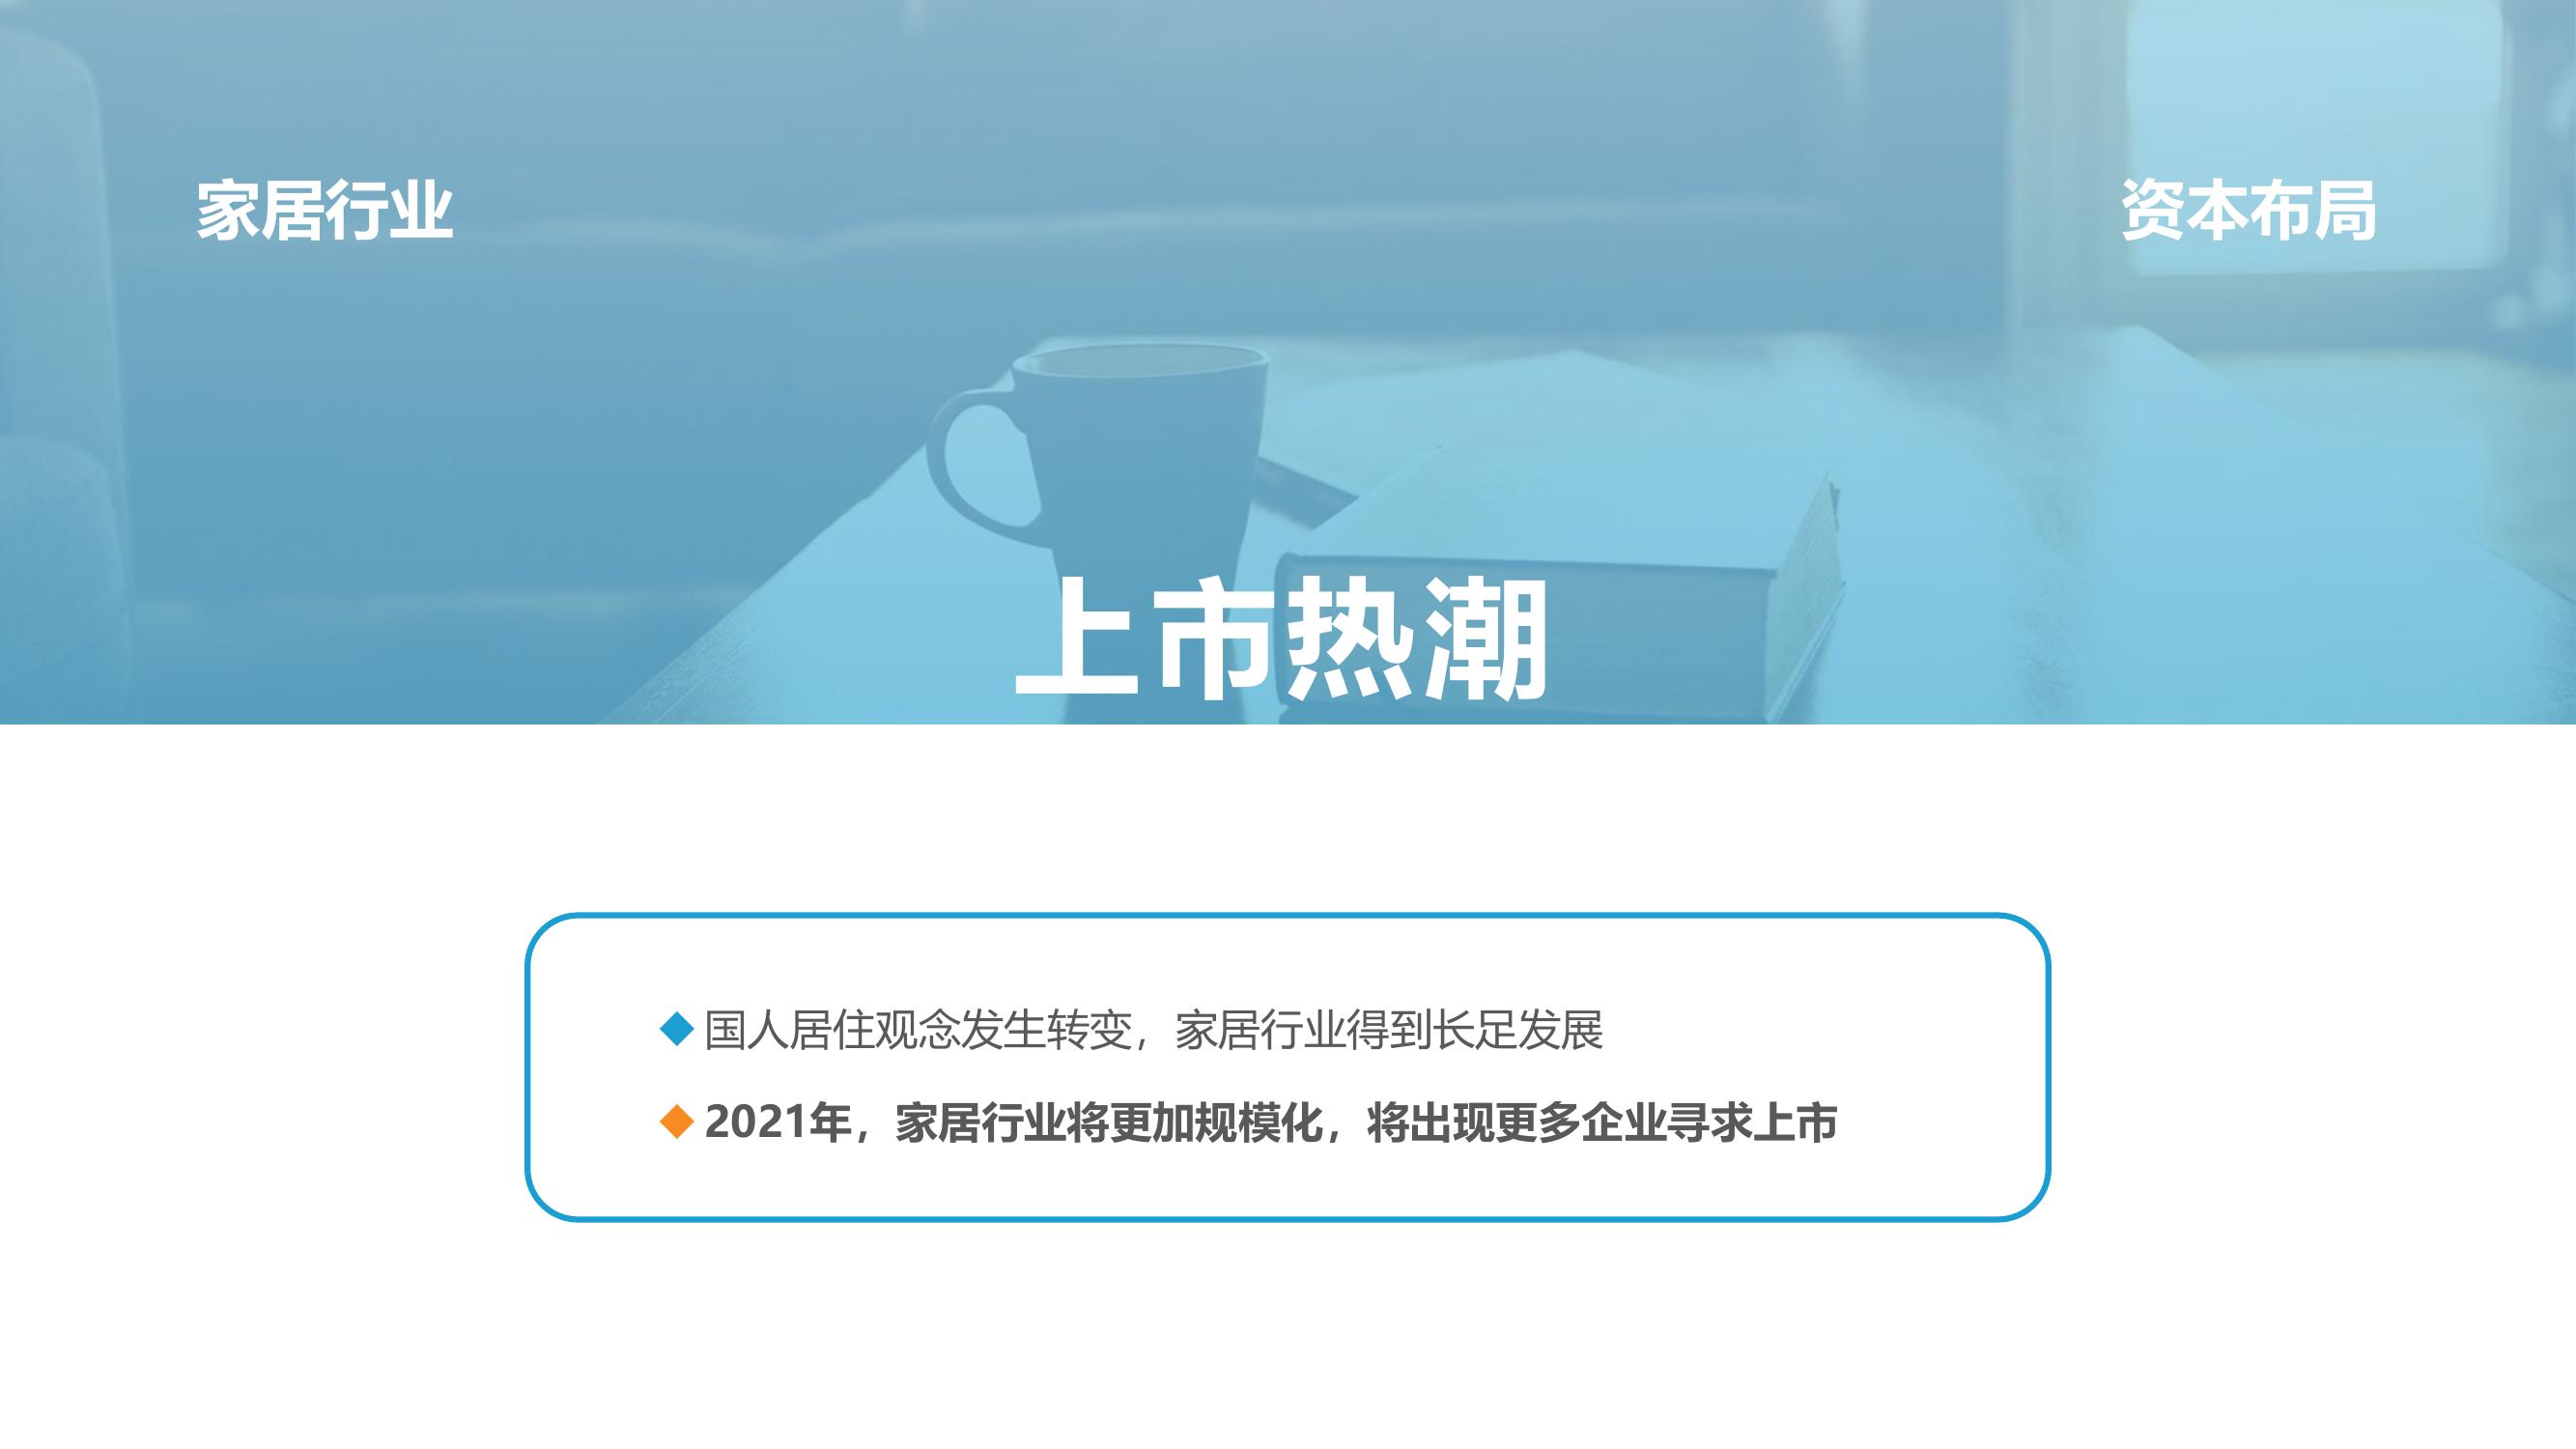 家居行业
资本布局
上市热潮
国人居住观念发生转变，家居行业得到长足发展
2021年，家居行业将更加规模化，将出现更多企业寻求上市